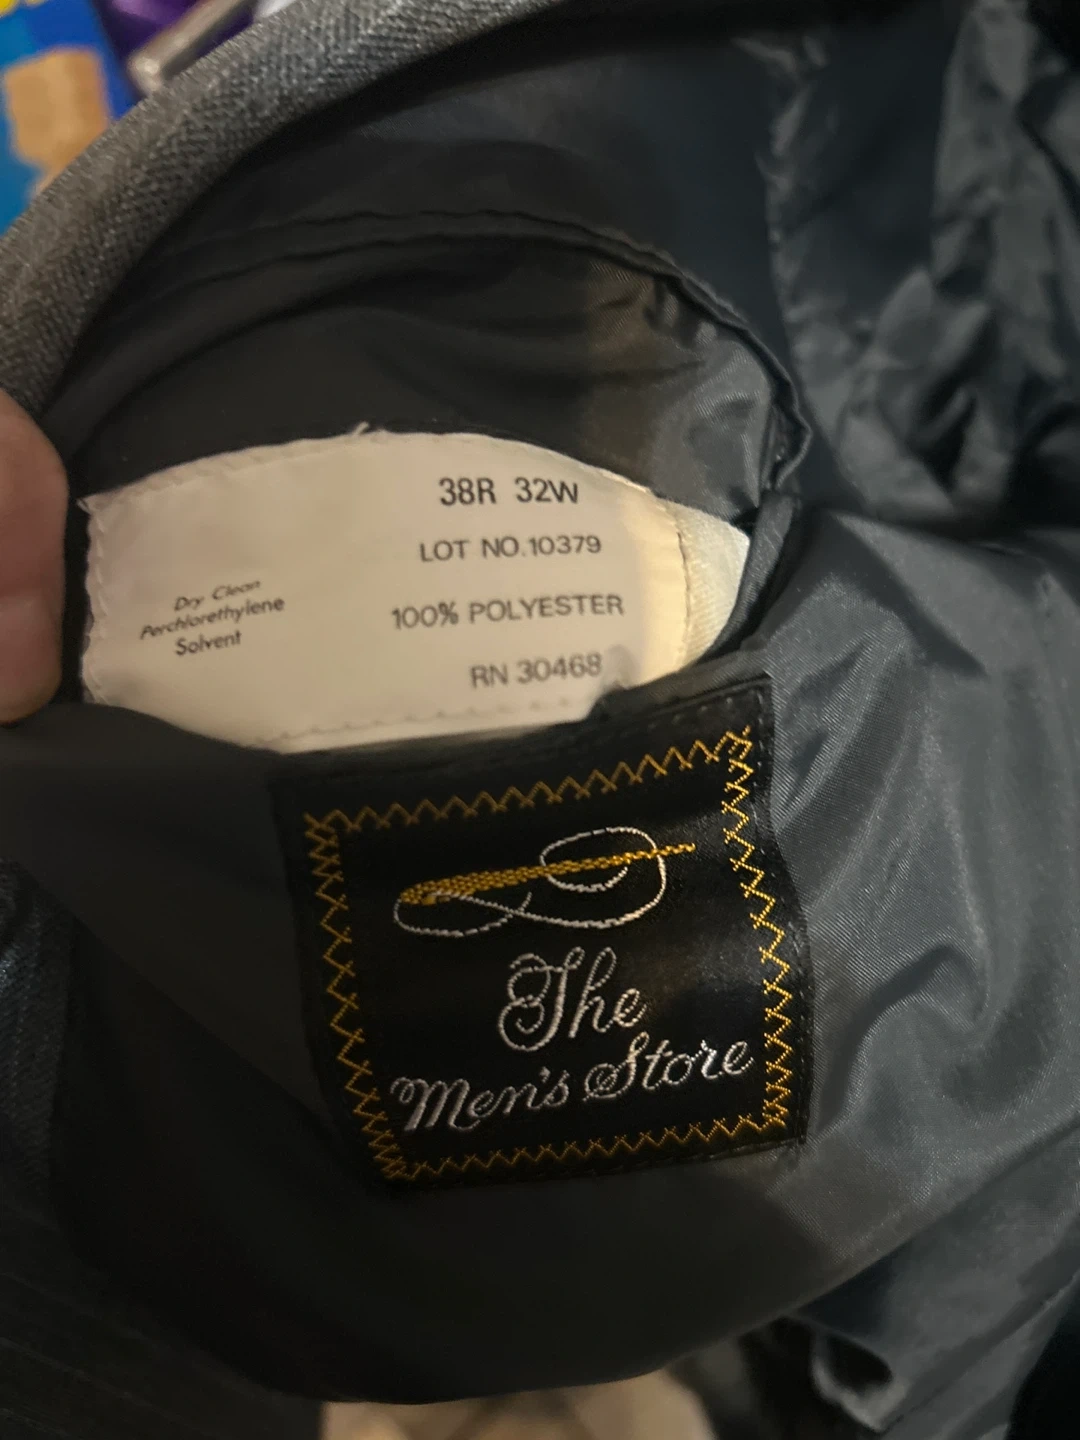 38R 32W
LOT NO. 10379
100% POLYESTER
RN 30468
Dry Clean
Perchlorethylene
Solvent
The
Men's Store